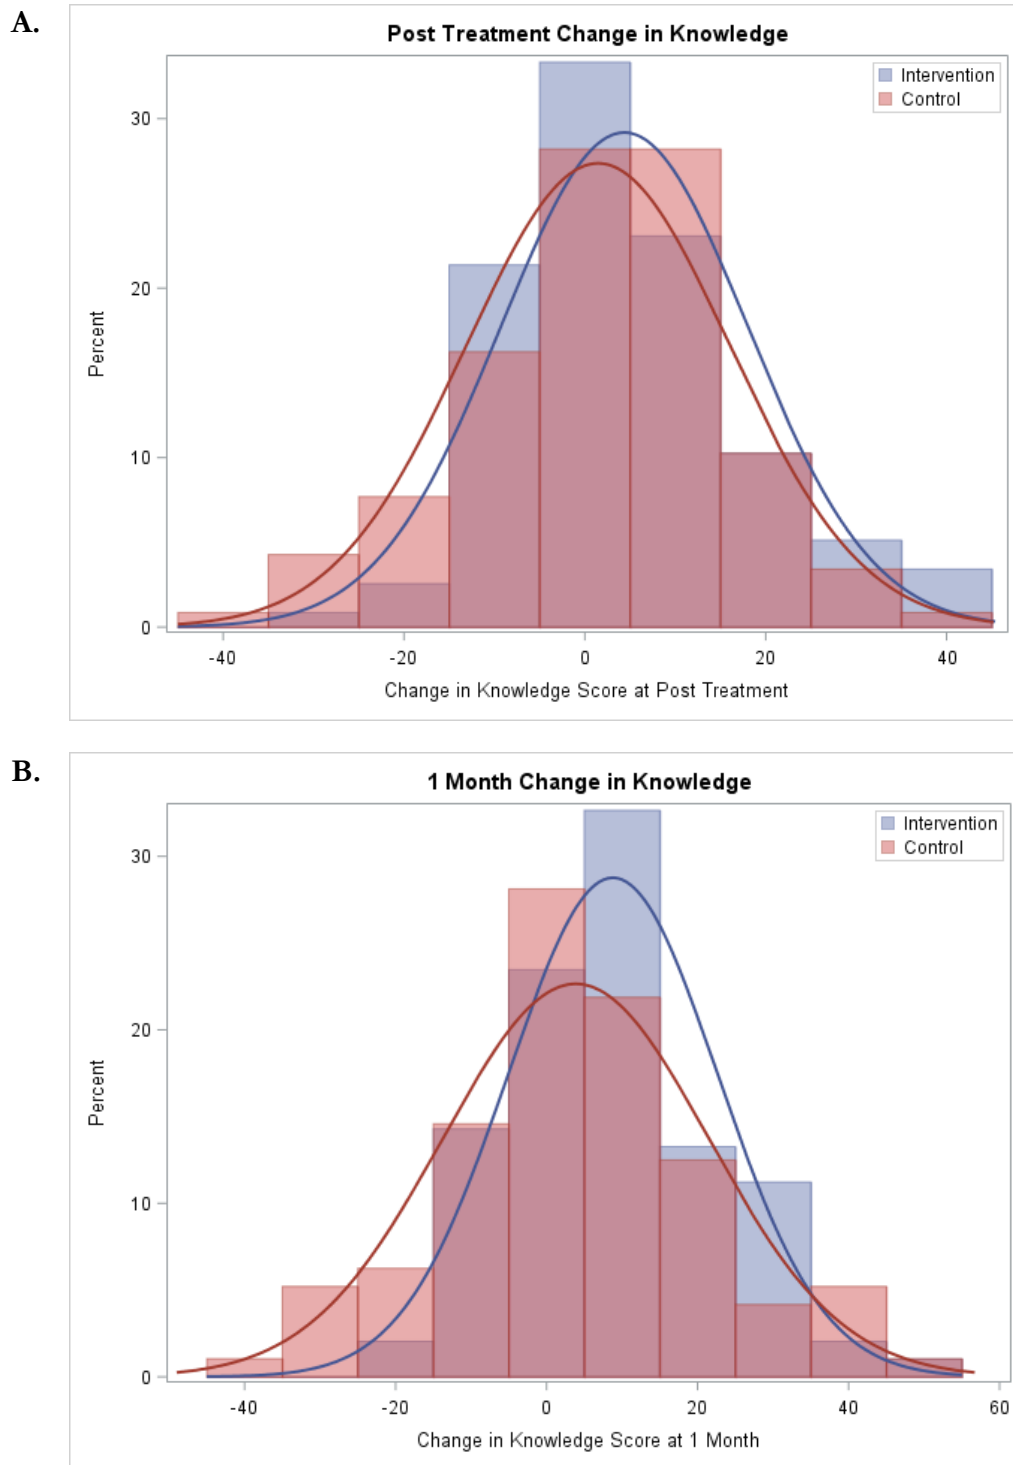 A.
Post Treatment Change in Knowledge
Intervention
Control
30
20
10
0
Percent
-40 -20 0 20 40
Change in Knowledge Score at Post Treatment
B.
1 Month Change in Knowledge
Intervention
Control
30
20
10
0
Percent
-40 -20 0 20 40 60
Change in Knowledge Score at 1 Month